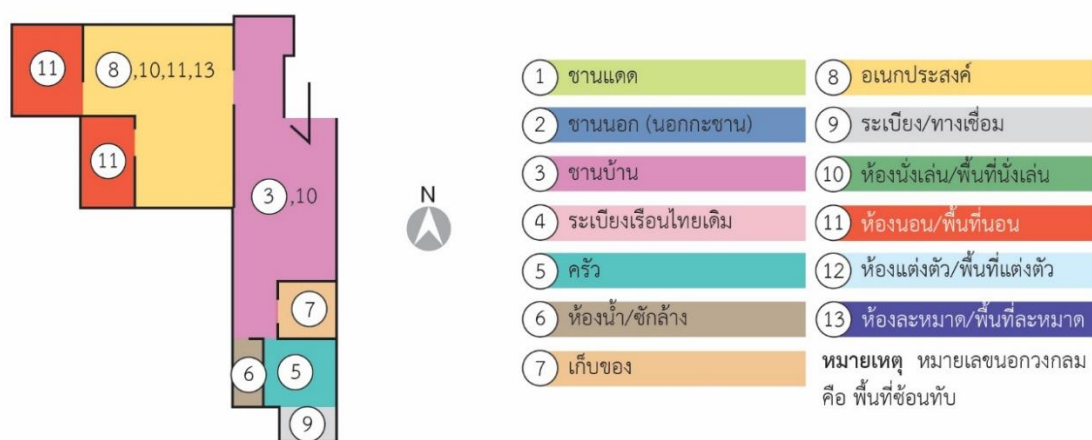 11
8 ,10,11,13
11
3 ,10
7
6
5
9
N
1 ชานแดด
2 ชานนอก (นอกกะชาน)
3 ชานบ้าน
4 ระเบียงเรือนไทยเดิม
5 ครัว
6 ห้องน้ำ/ซักล้าง
7 เก็บของ
8 อเนกประสงค์
9 ระเบียง/ทางเชื่อม
10 ห้องนั่งเล่น/พื้นที่นั่งเล่น
11 ห้องนอน/พื้นที่นอน
12 ห้องแต่งตัว/พื้นที่แต่งตัว
13 ห้องละหมาด/พื้นที่ละหมาด
หมายเหตุ หมายเลขนอกวงกลม
คือ พื้นที่ซ้อนทับ